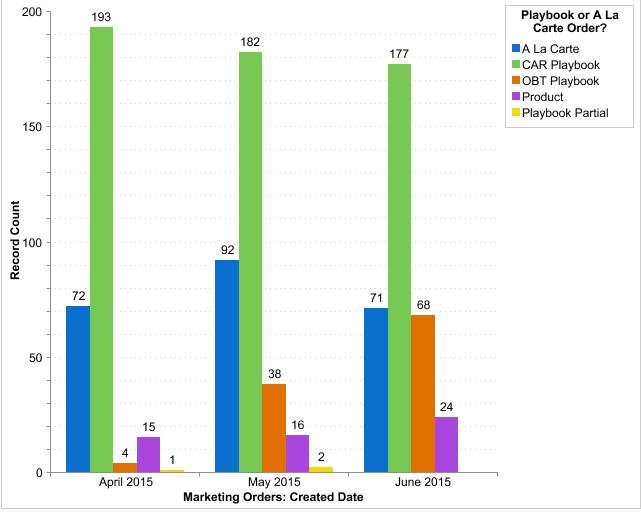 200
193
182
177
150
100
92
72
71
68
50
38
24
15
16
4
1
2
0
Record Count
April 2015
May 2015
June 2015
Marketing Orders: Created Date
Playbook or A La
Carte Order?
A La Carte
CAR Playbook
OBT Playbook
Product
Playbook Partial